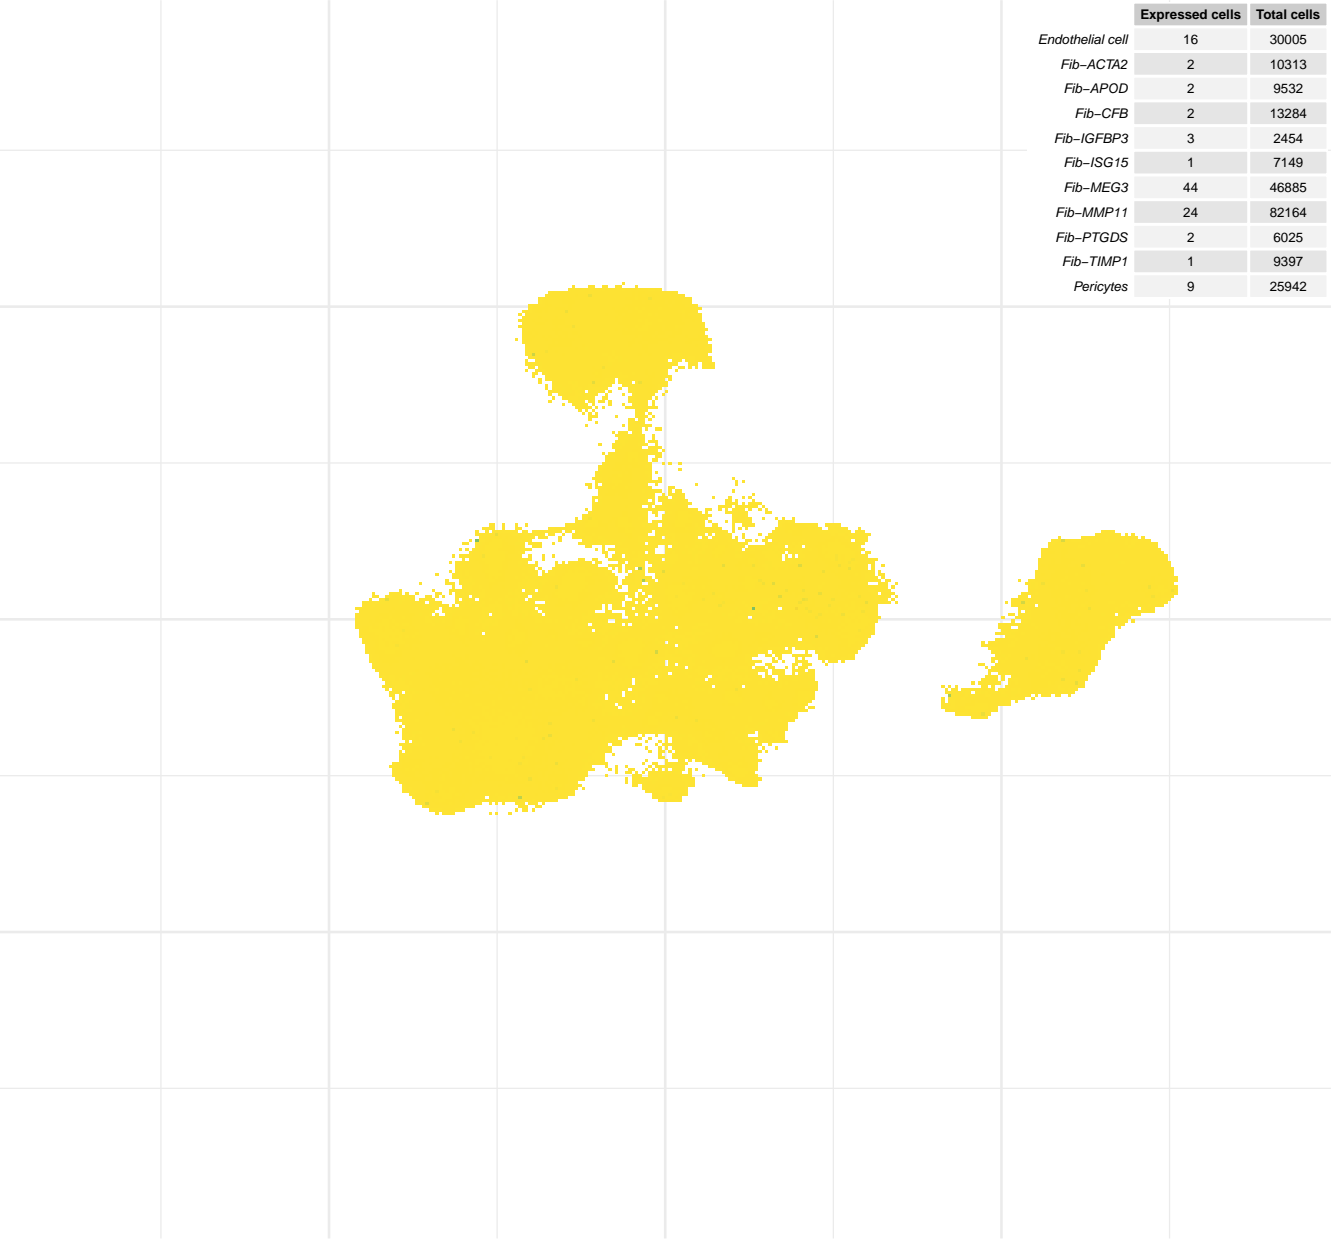 Expressed cells Total cells
Endothelial cell 16 30005
Fib−ACTA2 2 10313
Fib−APOD 2 9532
Fib−CFB 2 13284
Fib−IGFBP3 3 2454
Fib−ISG15 1 7149
Fib−MEG3 44 46885
Fib−MMP11 24 82164
Fib−PTGDS 2 6025
Fib−TIMP1 1 9397
Pericytes 9 25942